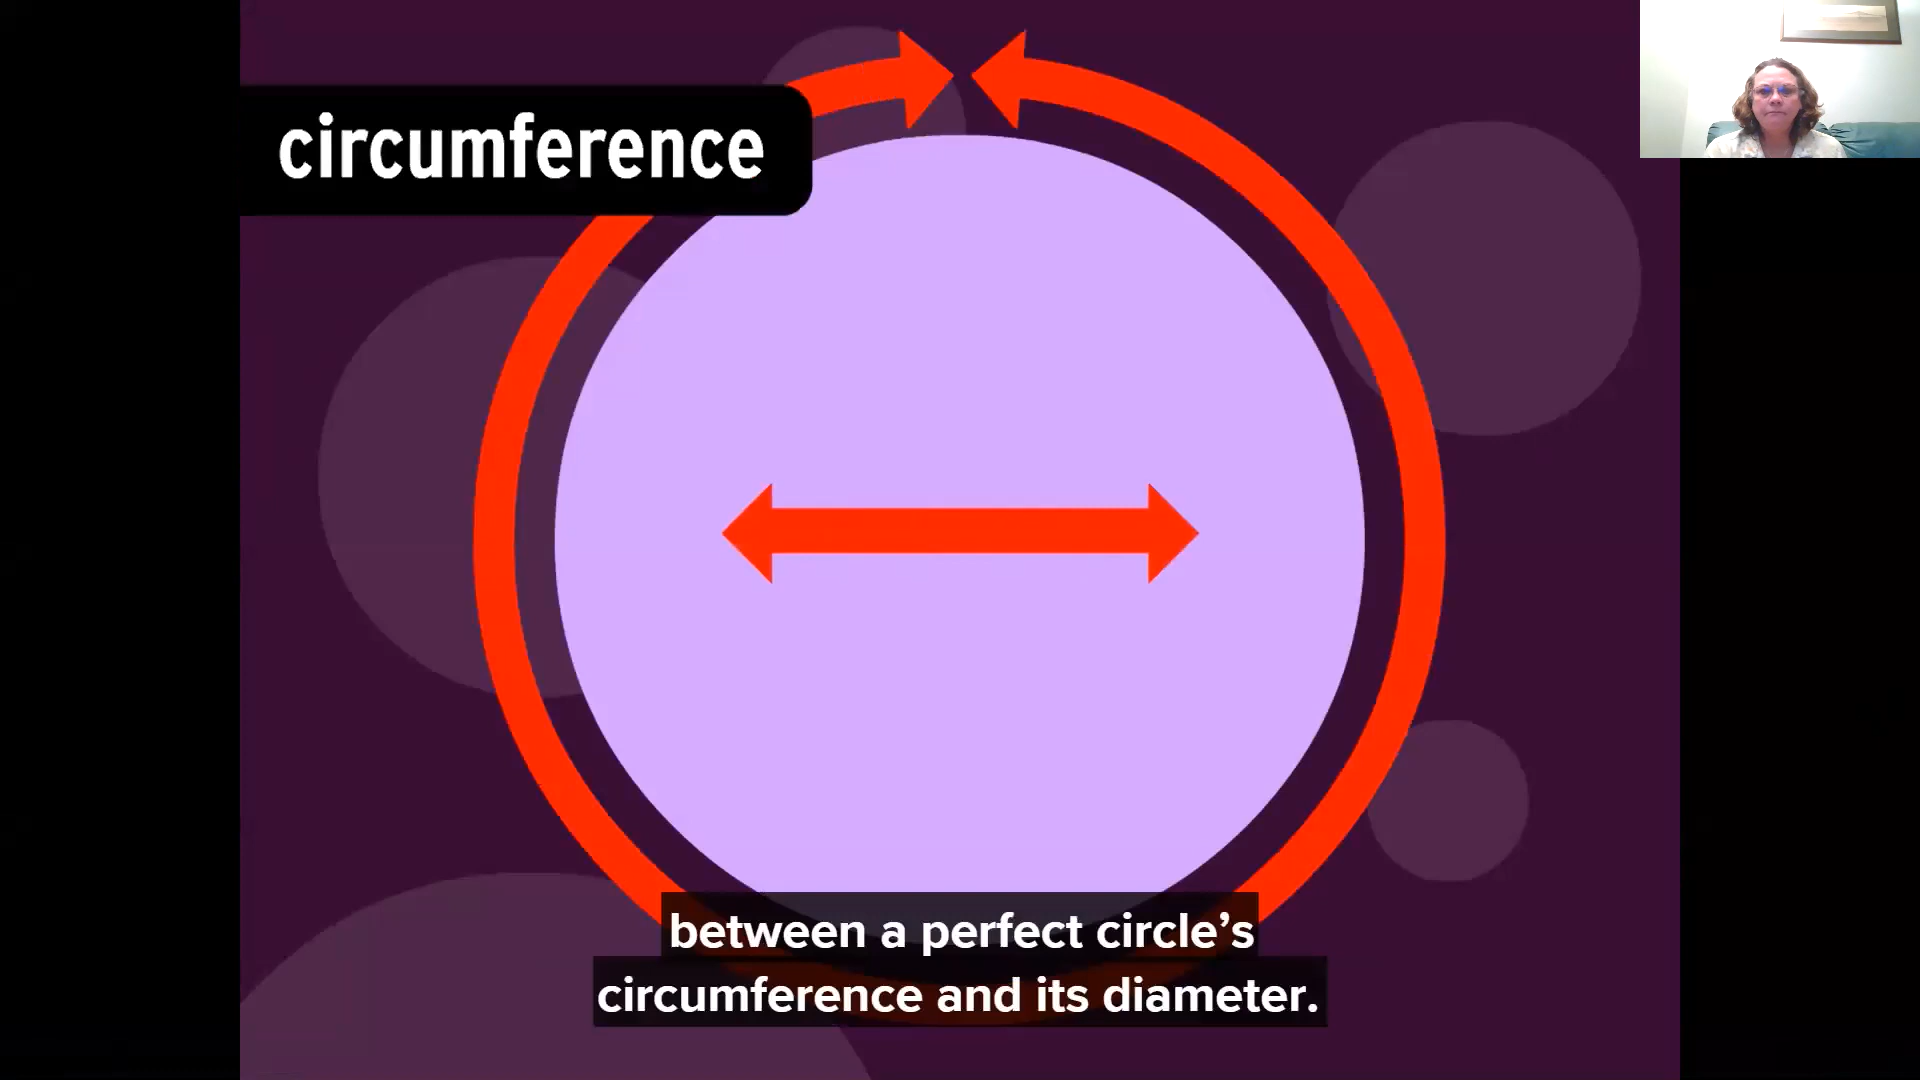 circumference
between a perfect circle’s
circumference and its diameter.